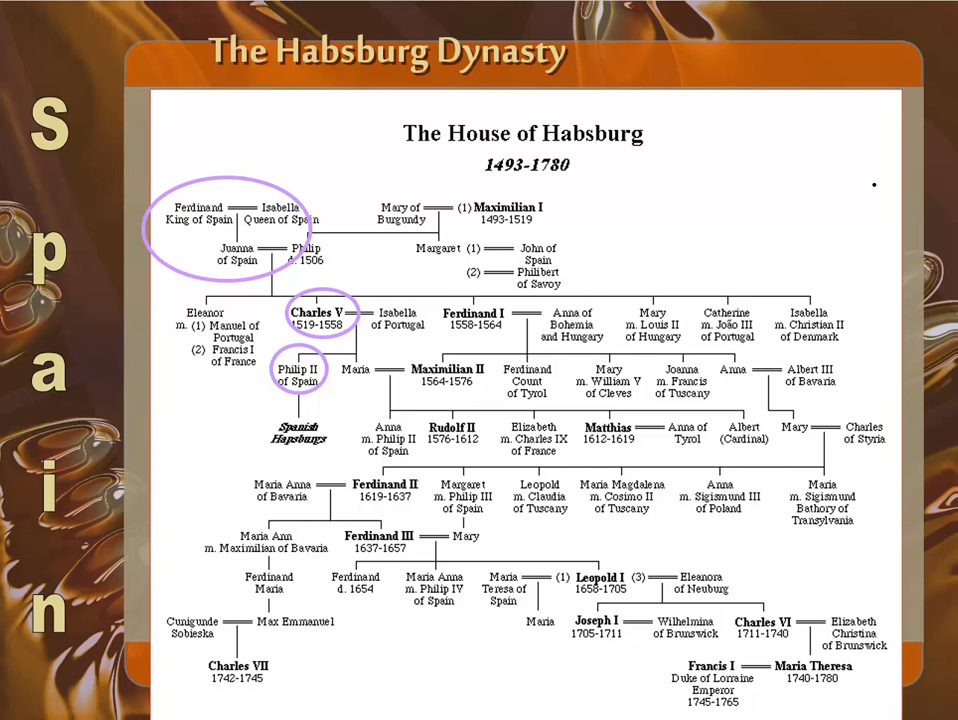 The Habsburg Dynasty
Spain
The House of Habsburg
1493-1780
Ferdinand Isabella Mary of (1) Maximilian I
King of Spain Queen of Spain Burgundy 1493-1519
Juanna Philip Margaret (1) John of
of Spain d. 1506 Spain
(2) Philibert
of Savoy
Eleanor Charles V Isabella Ferdinand I Anna of Mary Catherine Isabella
m. (1) Manuel of 1519-1558 of Portugal 1558-1564 Bohemia m. Louis II m. João III m. Christian II
Portugal and Hungary of Hungary of Portugal of Denmark
(2) Francis I
of France
Philip II Maria Maximilian II Ferdinand Mary Joanna Anna Albert III
of Spain 1564-1576 Count m. William V m. Francis of Bavaria
of Tyrol of Cleves of Tuscany
Spanish Anna Rudolf II Elizabeth Matthias Anna of Albert Mary Charles
Hapsburgs m. Philip II 1576-1612 m. Charles IX 1612-1619 Tyrol (Cardinal) of Styria
of Spain of France
Maria Anna Ferdinand II Margaret Leopold Maria Magdalena Anna Maria
of Bavaria 1619-1637 m. Philip III m. Claudia m. Cosimo II m. Sigismund III m. Sigismund
of Spain of Tuscany of Tuscany of Poland Bathory of
Transylvania
Maria Ann Ferdinand III Mary
m. Maximilian of Bavaria 1637-1657
Ferdinand Ferdinand Maria Anna Maria (1) Leopold I (3) Eleanora
Maria d. 1654 m. Philip IV Teresa of 1658-1705 of Neuburg
of Spain Spain
Cunigunde Max Emmanuel Maria Joseph I Wilhelmina Charles VI Elizabeth
Sobieska 1705-1711 of Brunswick 1711-1740 Christina
of Brunswick
Charles VII Francis I Maria Theresa
1742-1745 Duke of Lorraine 1740-1780
Emperor
1745-1765